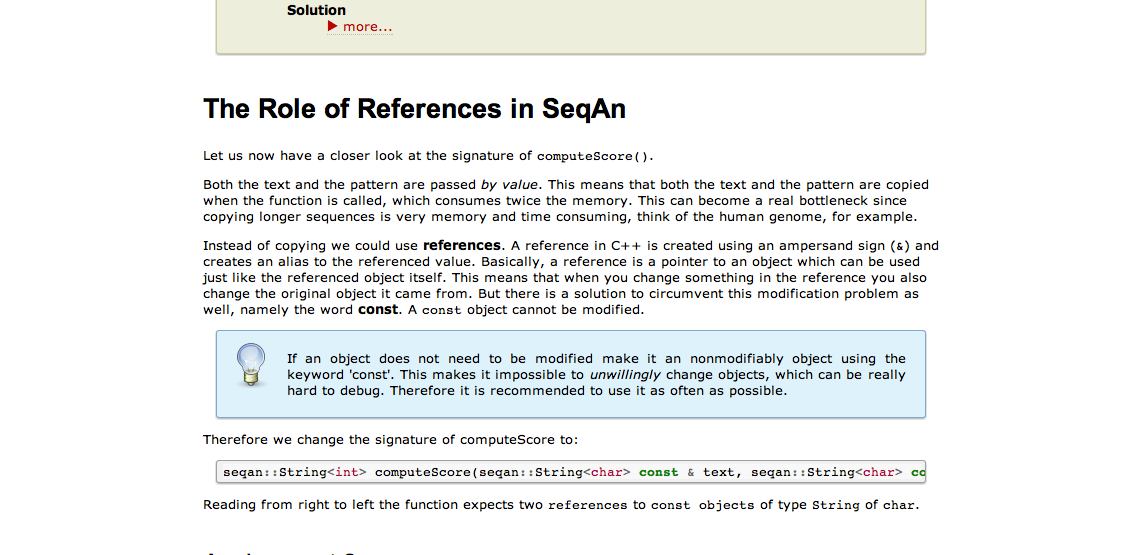 Solution
more...
The Role of References in SeqAn
Let us now have a closer look at the signature of computeScore().
Both the text and the pattern are passed by value. This means that both the text and the pattern are copied
when the function is called, which consumes twice the memory. This can become a real bottleneck since
copying longer sequences is very memory and time consuming, think of the human genome, for example.
Instead of copying we could use references. A reference in C++ is created using an ampersand sign (&) and
creates an alias to the referenced value. Basically, a reference is a pointer to an object which can be used
just like the referenced object itself. This means that when you change something in the reference you also
change the original object it came from. But there is a solution to circumvent this modification problem as
well, namely the word const. A const object cannot be modified.
If an object does not need to be modified make it an nonmodifiably object using the
keyword 'const'. This makes it impossible to unwillingly change objects, which can be really
hard to debug. Therefore it is recommended to use it as often as possible.
Therefore we change the signature of computeScore to:
seqan::String<int> computeScore(seqan::String<char> const & text, seqan::String<char> co
Reading from right to left the function expects two references to const objects of type String of char.